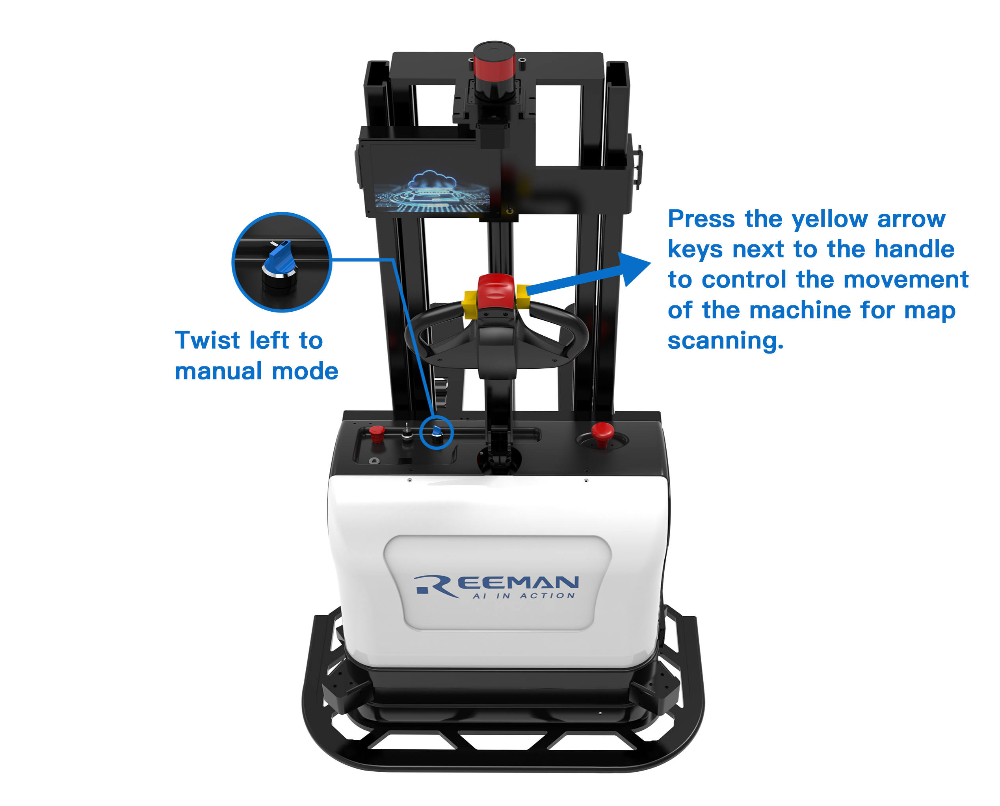 Press the yellow arrow
keys next to the handle
to control the movement
of the machine for map
scanning.
Twist left to
manual mode
REEMAN
AI IN ACTION